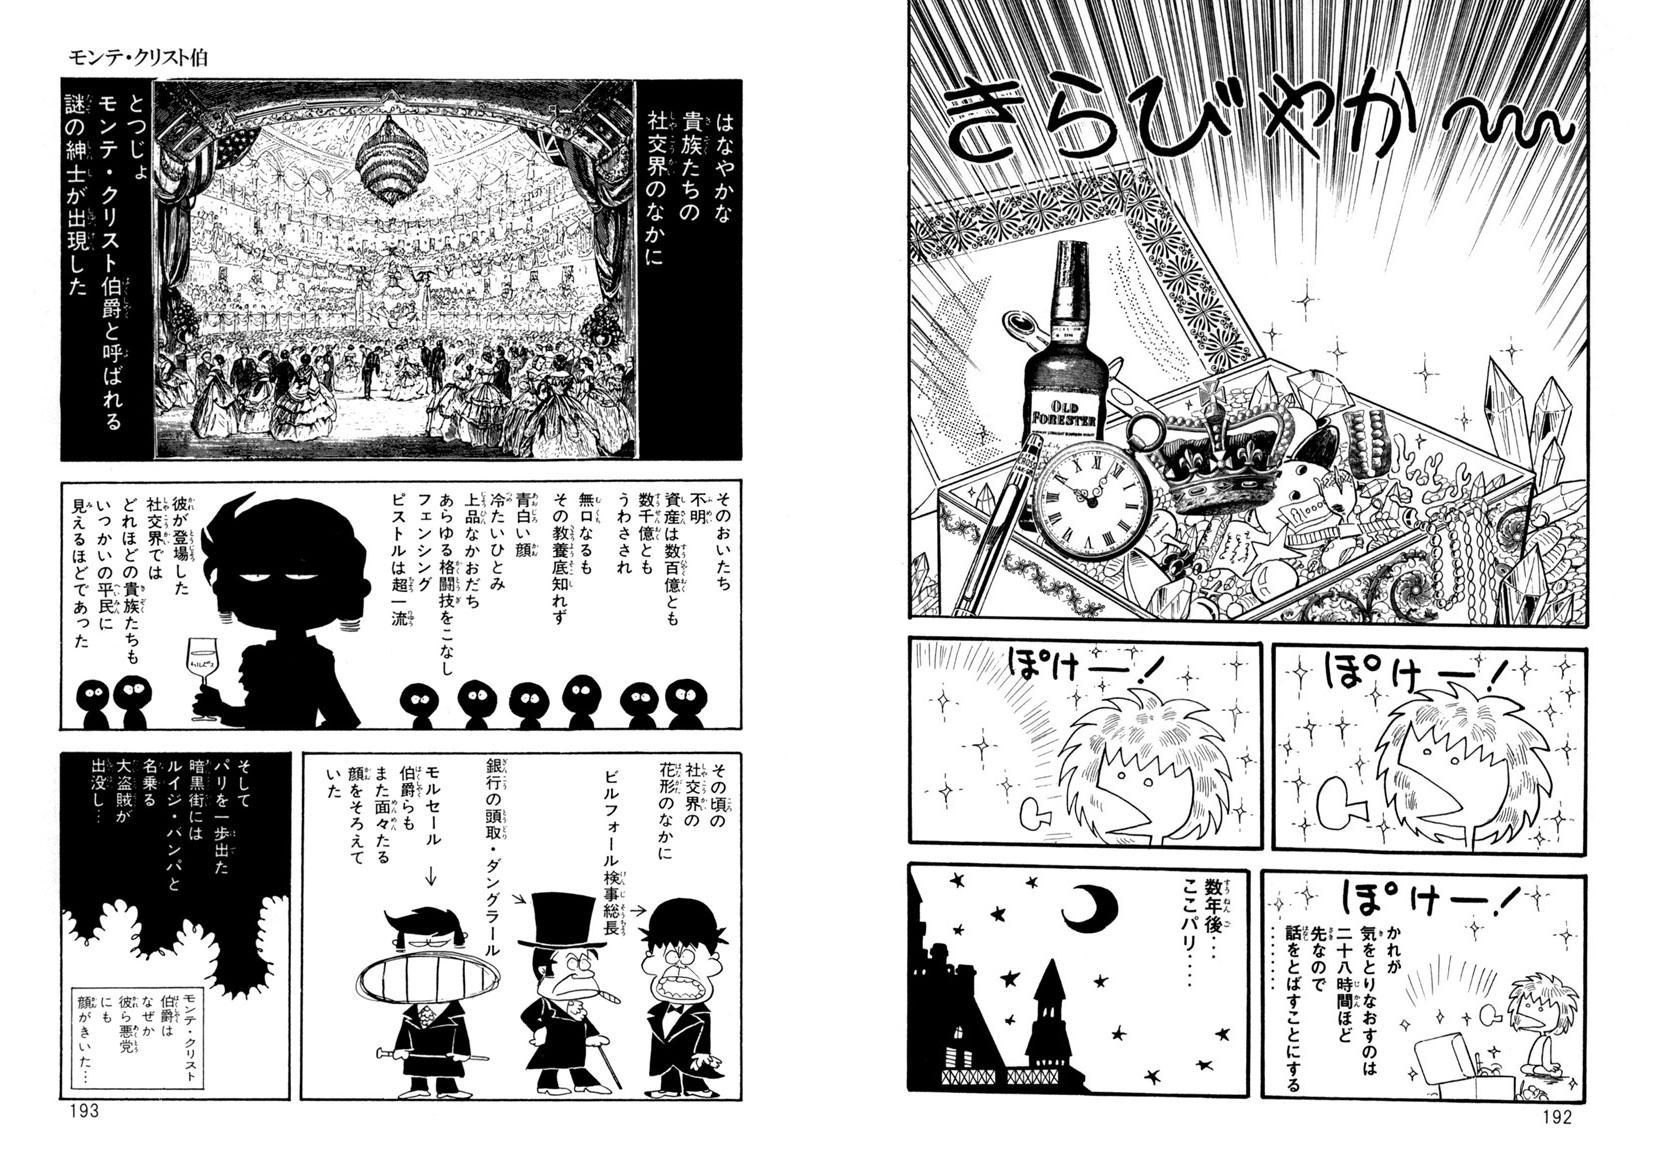 きらびやか〜
OLD
FORESTER
ぽけー!
ぽけー!
ぽけー!
かれが
気をとりなおすのは
二十八時間ほど
先なので
話をとばすことにする
………
数年後‥
ここパリ‥‥
192
モンテ・クリスト伯
はなやかな
貴族たちの
社交界のなかに
とつじょ
モンテ・クリスト伯爵と呼ばれる
謎の紳士が出現した
そのおいたち
不明
資産は数百億とも
数千億とも
うわさされ
無口なるも
その教養底知れず
青白い顔
冷たいひとみ
上品なかおだち
あらゆる格闘技をこなし
フェンシング
ピストルは超一流
カルピス
彼が登場した
社交界では
どれほどの貴族たちも
いっかいの平民に
見えるほどであった
その頃の
社交界の
花形のなかに
ビルフォール検事総長
銀行の頭取・ダングラール
モルセール
伯爵らも
また面々たる
顔をそろえて
いた
そして
パリを一歩出た
暗黒街には
ルイジ・バンパと
名乗る
大盗賊が
出没し…
モンテ・クリスト
伯爵は
なぜか
彼ら悪党
にも
顔がきいた…
193